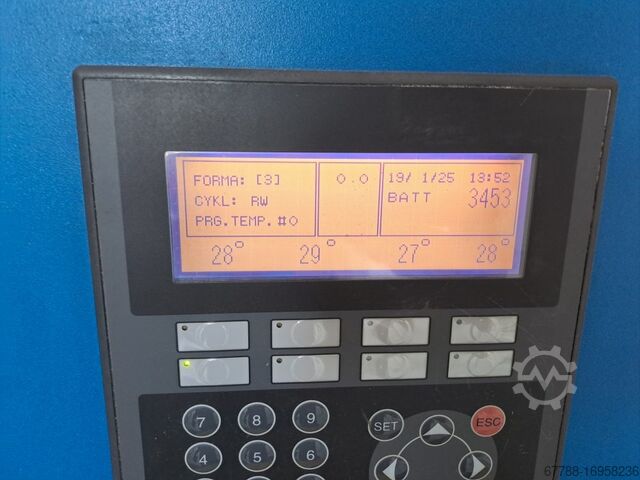 FORMA: [3]
CYKL: RW
PRG.TEMP.#0
0.0
19/ 1/25 13:52
BATT 3453
28° 29° 27° 28°
7 8 9 SET ESC
4 5 6
67788-16958236